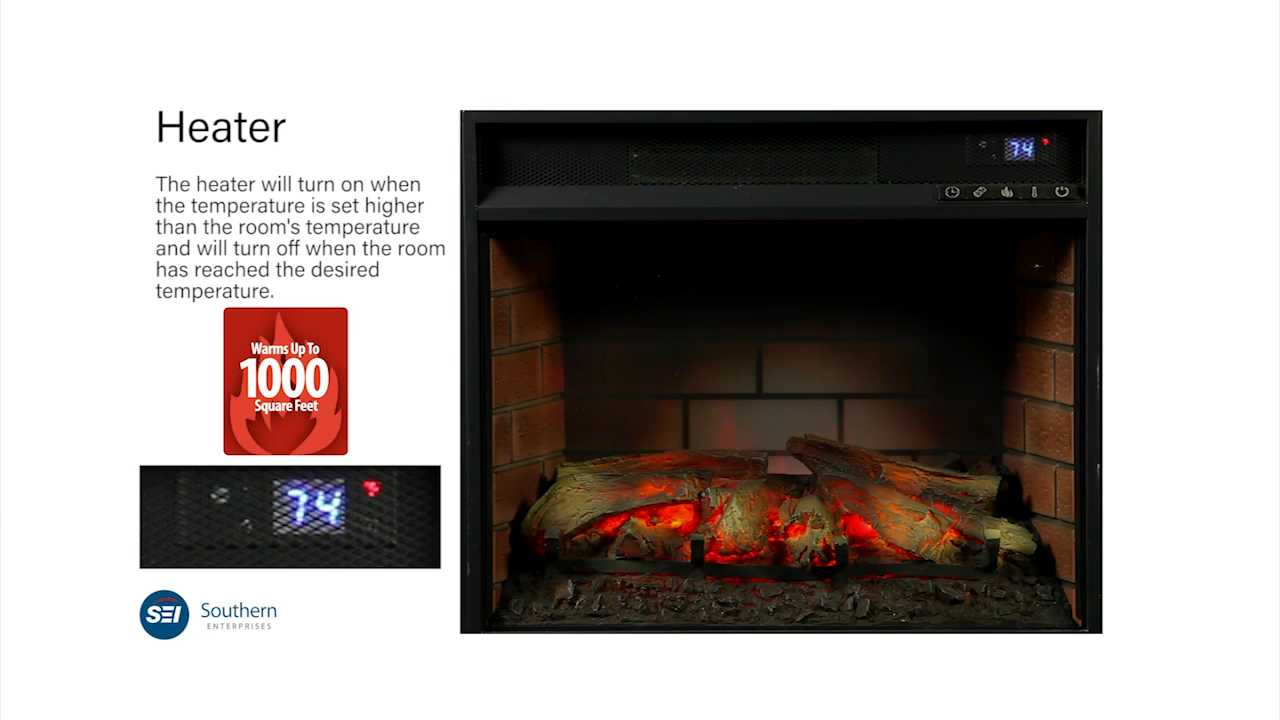 Heater
The heater will turn on when
the temperature is set higher
than the room's temperature
and will turn off when the room
has reached the desired
temperature.
Warms Up To
1000
Square Feet
74
74
SEI Southern
ENTERPRISES